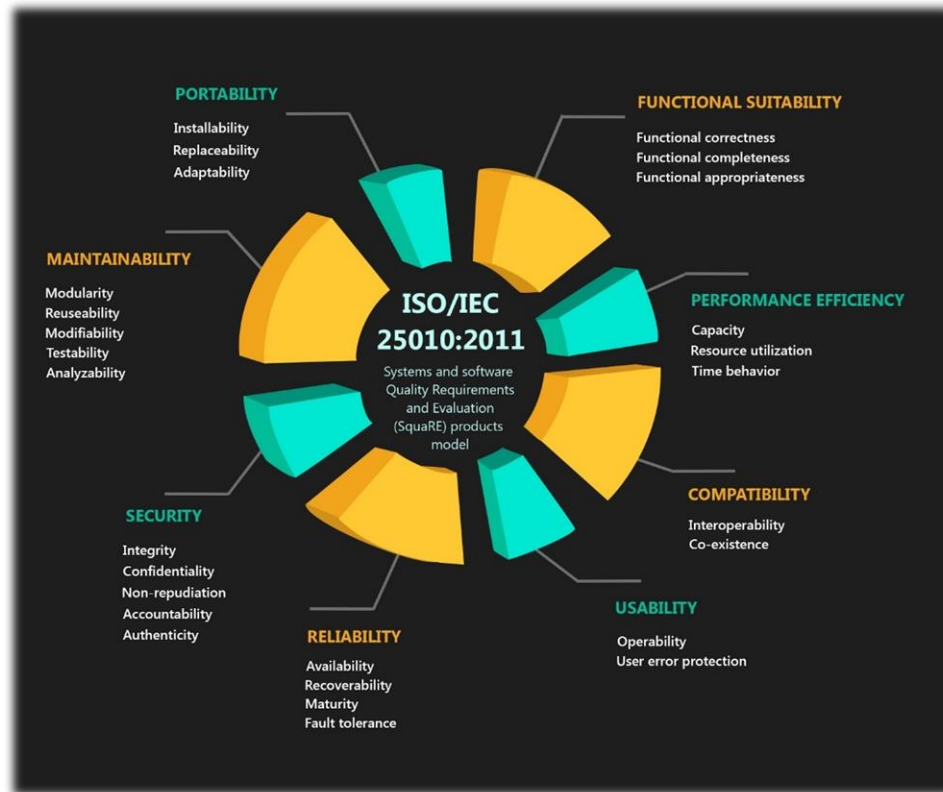 PORTABILITY
Installability
Replaceability
Adaptability
FUNCTIONAL SUITABILITY
Functional correctness
Functional completeness
Functional appropriateness
MAINTAINABILITY
Modularity
Reuseability
Modifiability
Testability
Analyzability
ISO/IEC
25010:2011
Systems and software
Quality Requirements
and Evaluation
(SquaRE) products
model
PERFORMANCE EFFICIENCY
Capacity
Resource utilization
Time behavior
SECURITY
Integrity
Confidentiality
Non-repudiation
Accountability
Authenticity
COMPATIBILITY
Interoperability
Co-existence
RELIABILITY
Availability
Recoverability
Maturity
Fault tolerance
USABILITY
Operability
User error protection